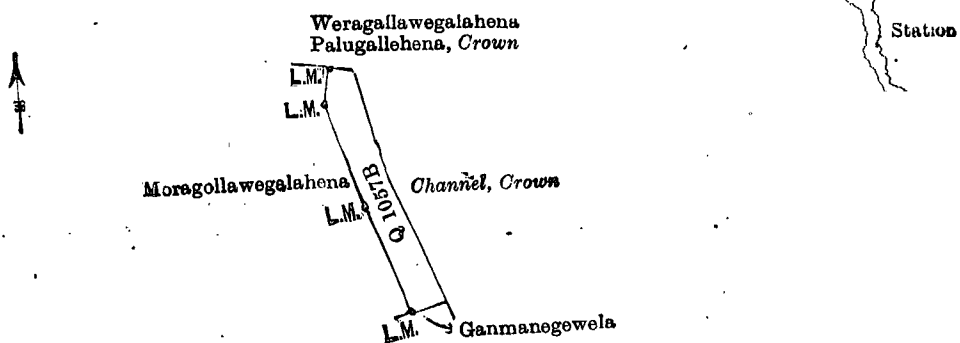 Weragallawegalahena
Palugallehena, Crown
Station
L.M.
L.M.
Moragollawegalahena
Channel, Crown
Q 1057B
L.M.
L.M.
Ganmanegewela